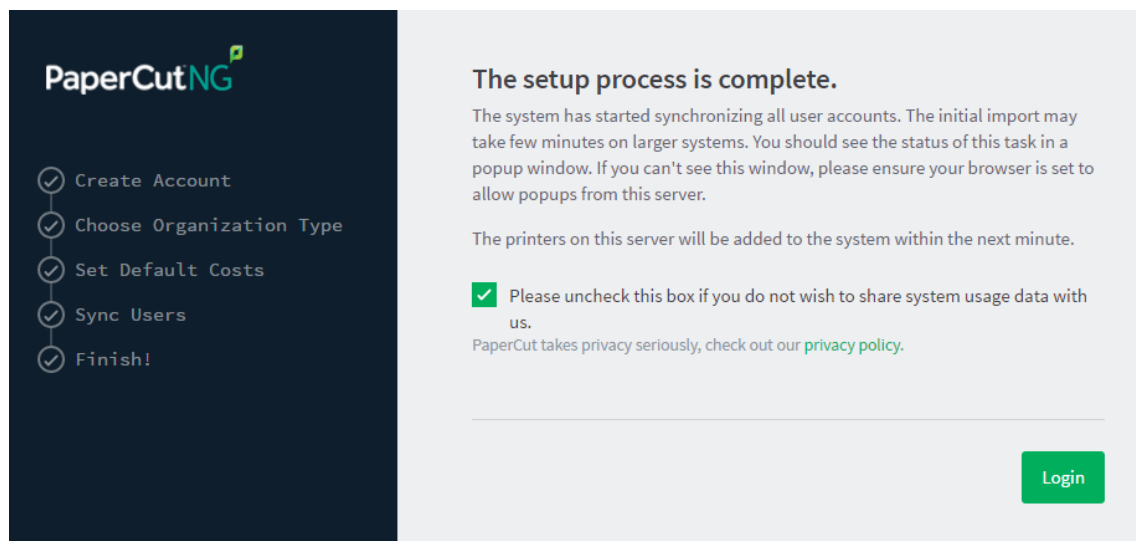 PaperCut NG
Create Account
Choose Organization Type
Set Default Costs
Sync Users
Finish!
The setup process is complete.
The system has started synchronizing all user accounts. The initial import may
take few minutes on larger systems. You should see the status of this task in a
popup window. If you can't see this window, please ensure your browser is set to
allow popups from this server.
The printers on this server will be added to the system within the next minute.
Please uncheck this box if you do not wish to share system usage data with
us.
PaperCut takes privacy seriously, check out our privacy policy.
Login